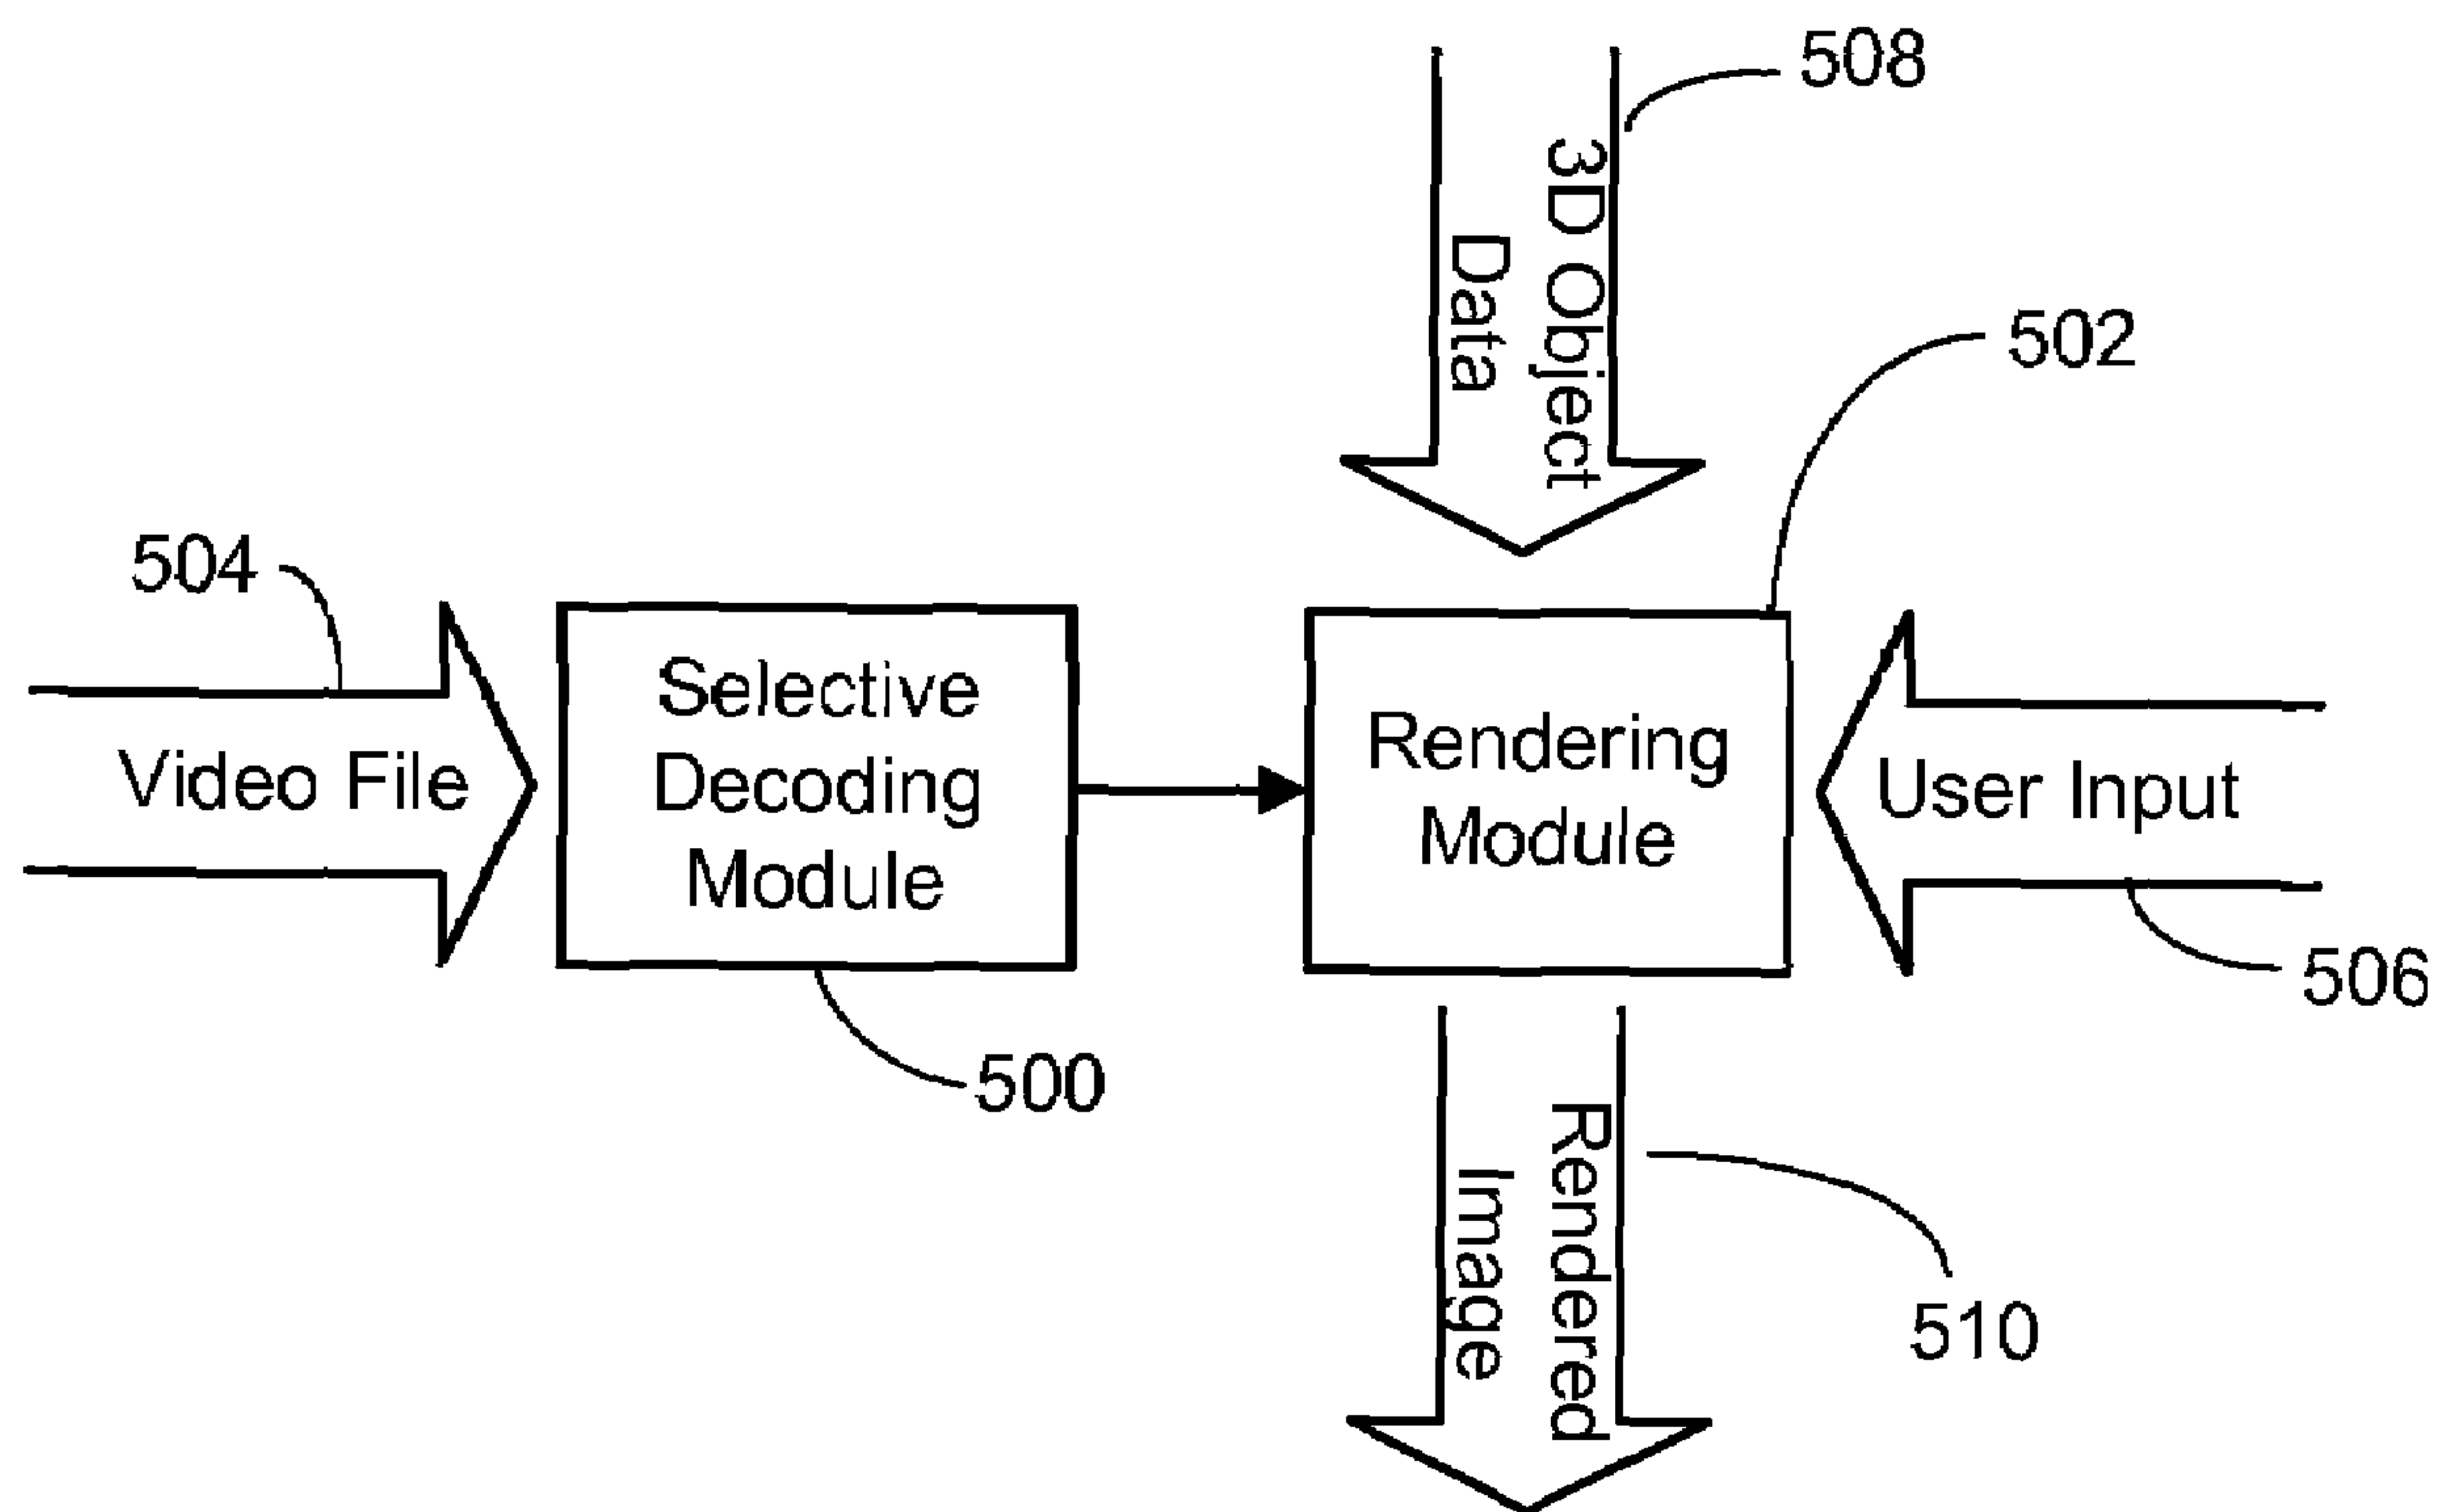 508
3D Object
Data
502
504
Video File
Selective
Decoding
Module
Rendering
Module
User Input
506
500
Rendered
Image
510